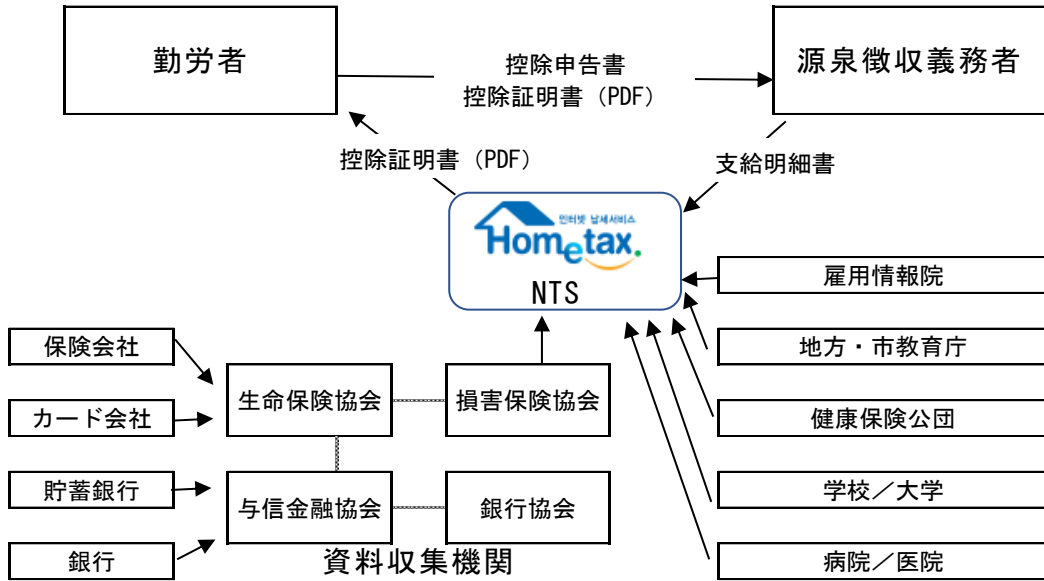 勤労者
控除申告書
控除証明書（PDF）
源泉徴収義務者
控除証明書（PDF）
支給明細書
인터넷 납세서비스
Hometax.
NTS
雇用情報院
地方・市教育庁
健康保険公団
学校／大学
病院／医院
保険会社
カード会社
貯蓄銀行
銀行
生命保険協会
損害保険協会
与信金融協会
銀行協会
資料収集機関